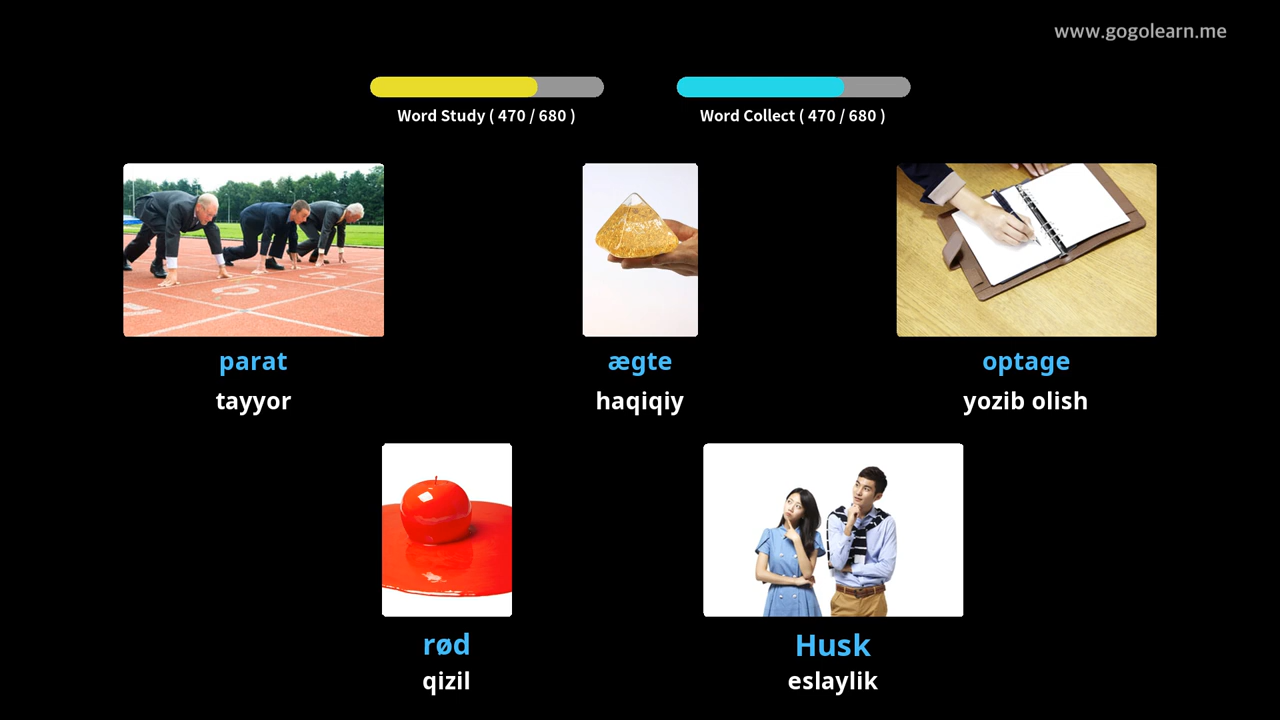 www.gogolearn.me
Word Study ( 470 / 680 )
Word Collect ( 470 / 680 )
parat
tayyor
ægte
haqiqiy
optage
yozib olish
rød
qizil
Husk
eslaylik